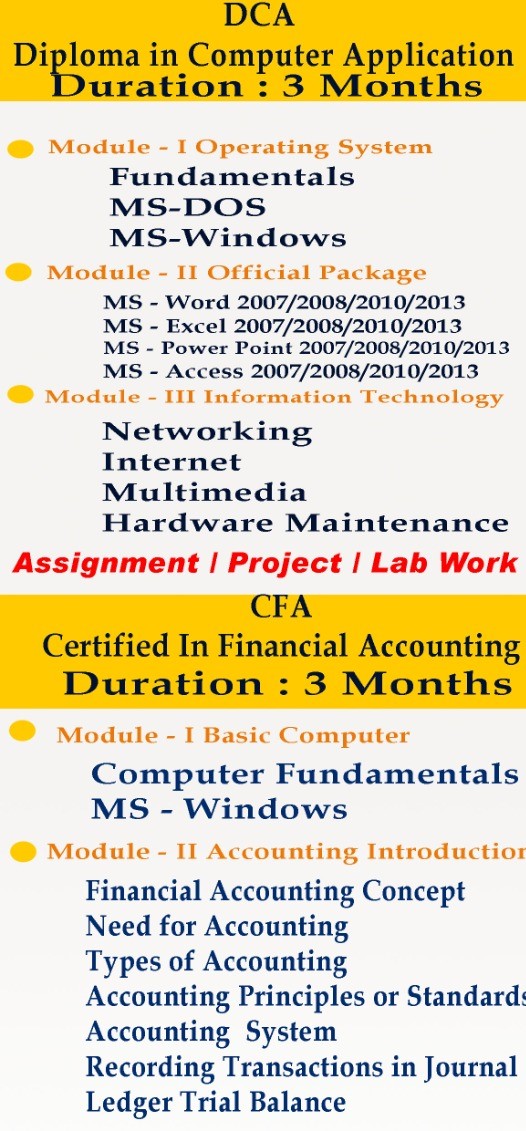 DCA
Diploma in Computer Application
Duration : 3 Months
Module - I Operating System
Fundamentals
MS-DOS
MS-Windows
Module - II Official Package
MS - Word 2007/2008/2010/2013
MS - Excel 2007/2008/2010/2013
MS - Power Point 2007/2008/2010/2013
MS - Access 2007/2008/2010/2013
Module - III Information Technology
Networking
Internet
Multimedia
Hardware Maintenance
Assignment / Project / Lab Work
CFA
Certified In Financial Accounting
Duration : 3 Months
Module - I Basic Computer
Computer Fundamentals
MS - Windows
Module - II Accounting Introduction
Financial Accounting Concept
Need for Accounting
Types of Accounting
Accounting Principles or Standards
Accounting System
Recording Transactions in Journal
Ledger Trial Balance